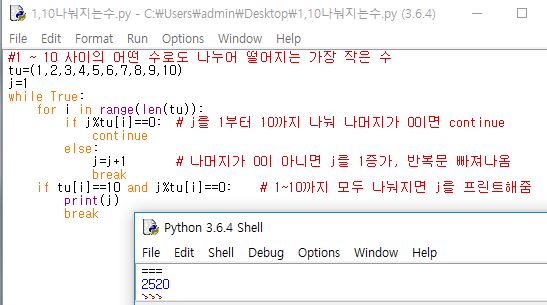 1,10나눠지는수.py - C:\Users\admin\Desktop\1,10나눠지는수.py (3.6.4)
File Edit Format Run Options Window Help
#1 ~ 10 사이의 어떤 수로도 나누어 떨어지는 가장 작은 수
tu=(1,2,3,4,5,6,7,8,9,10)
j=1
while True:
    for i in range(len(tu)):
        if j%tu[i]==0:  # j를 1부터 10까지 나눠 나머지가 0이면 continue
            continue
        else:
            j=j+1       # 나머지가 0이 아니면 j를 1증가, 반복문 빠져나옴
            break
    if tu[i]==10 and j%tu[i]==0:    # 1~10까지 모두 나눠지면 j를 프린트해줌
        print(j)
        break
Python 3.6.4 Shell
File Edit Shell Debug Options Window Help
===
2520
>>>